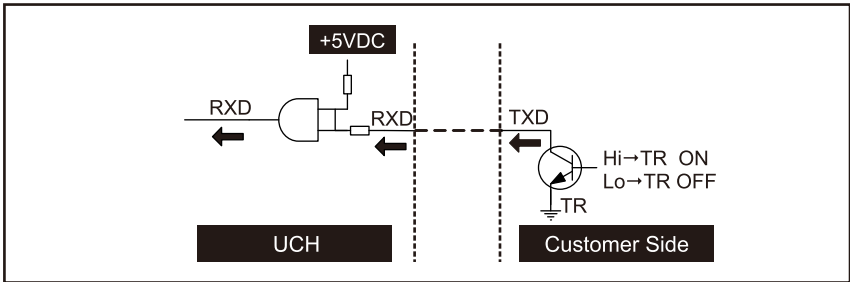 +5VDC
RXD
RXD
TXD
Hi→TR ON
Lo→TR OFF
TR
UCH
Customer Side